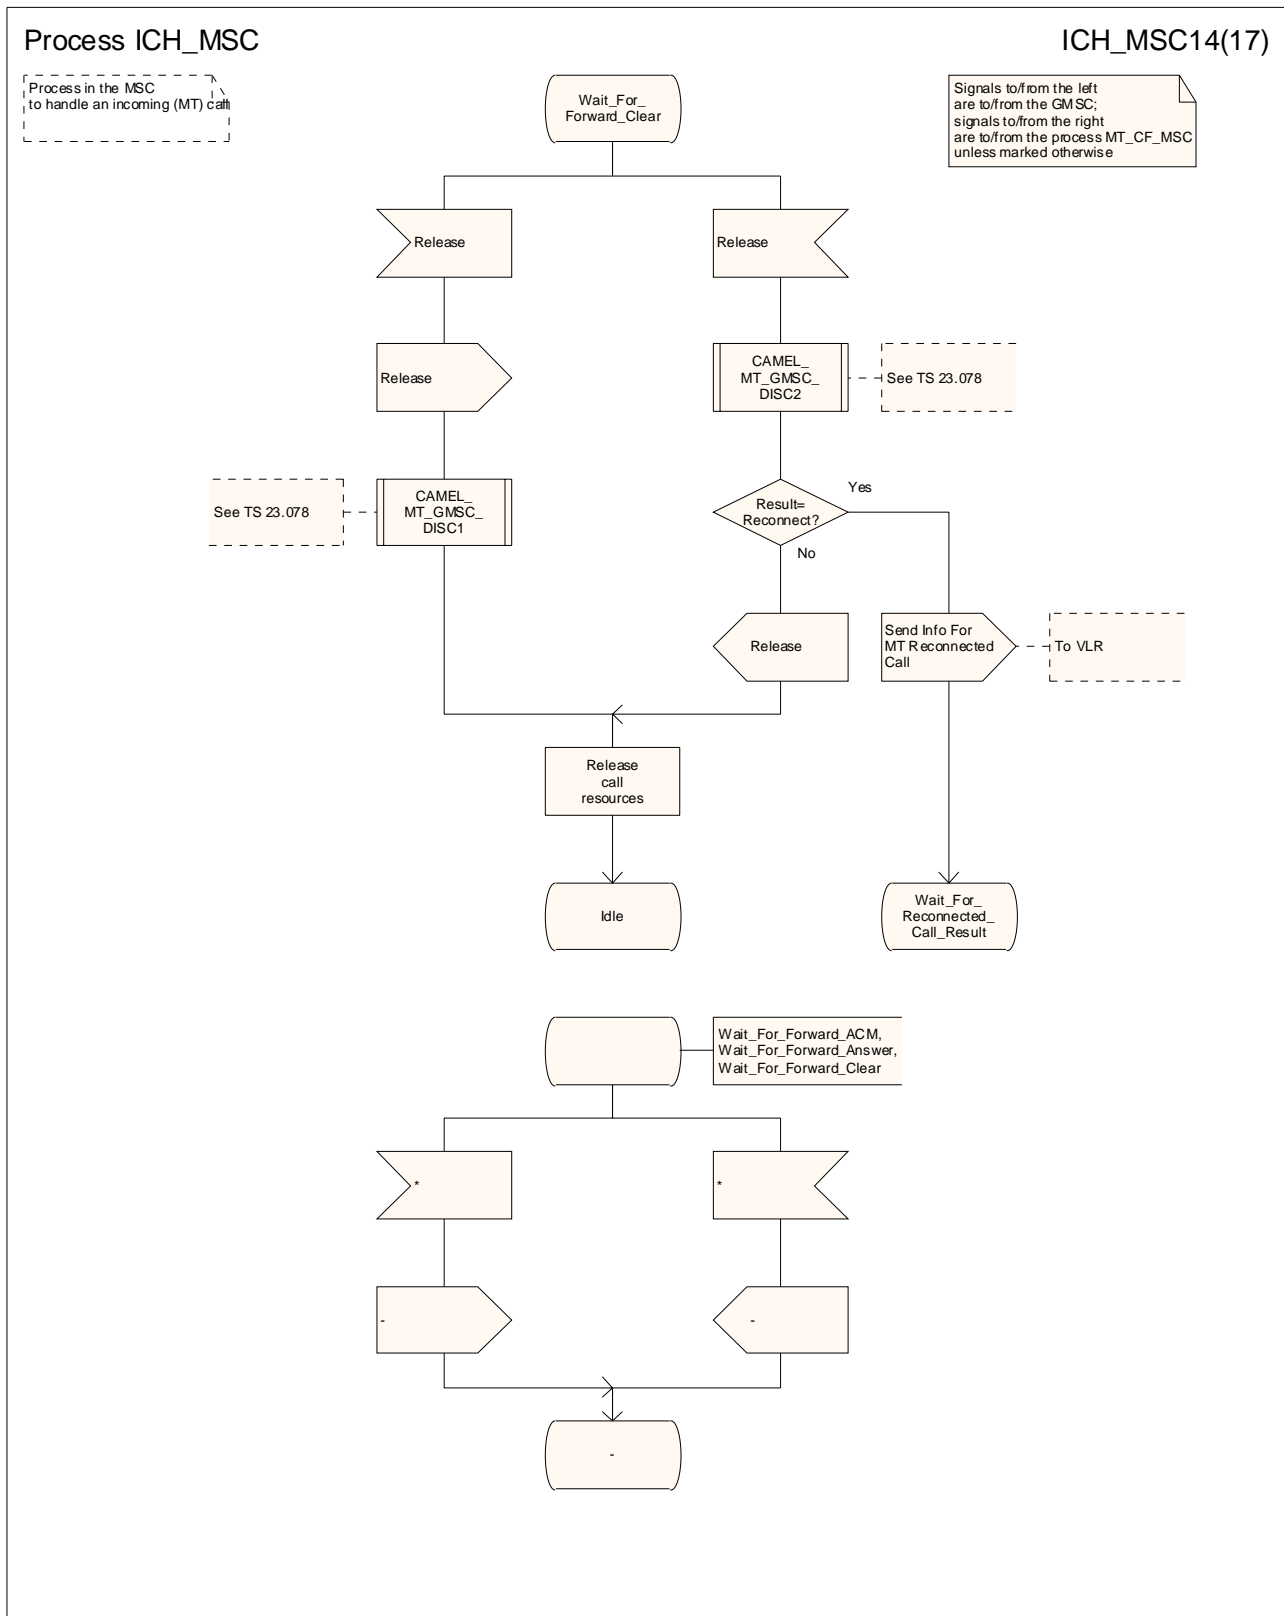 Process ICH_MSC
ICH_MSC14(17)
Process in the MSC
to handle an incoming (MT) call
Signals to/from the left
are to/from the GMSC;
signals to/from the right
are to/from the process MT_CF_MSC
unless marked otherwise
Wait_For_
Forward_Clear
Release
Release
Release
CAMEL_
MT_GMSC_
DISC2
See TS 23.078
See TS 23.078
CAMEL_
MT_GMSC_
DISC1
Result=
Reconnect?
Yes
No
Release
Send Info For
MT Reconnected
Call
To VLR
Release
call
resources
Idle
Wait_For_
Reconnected_
Call_Result
Wait_For_Forward_ACM,
Wait_For_Forward_Answer,
Wait_For_Forward_Clear
*
*
-
-
-